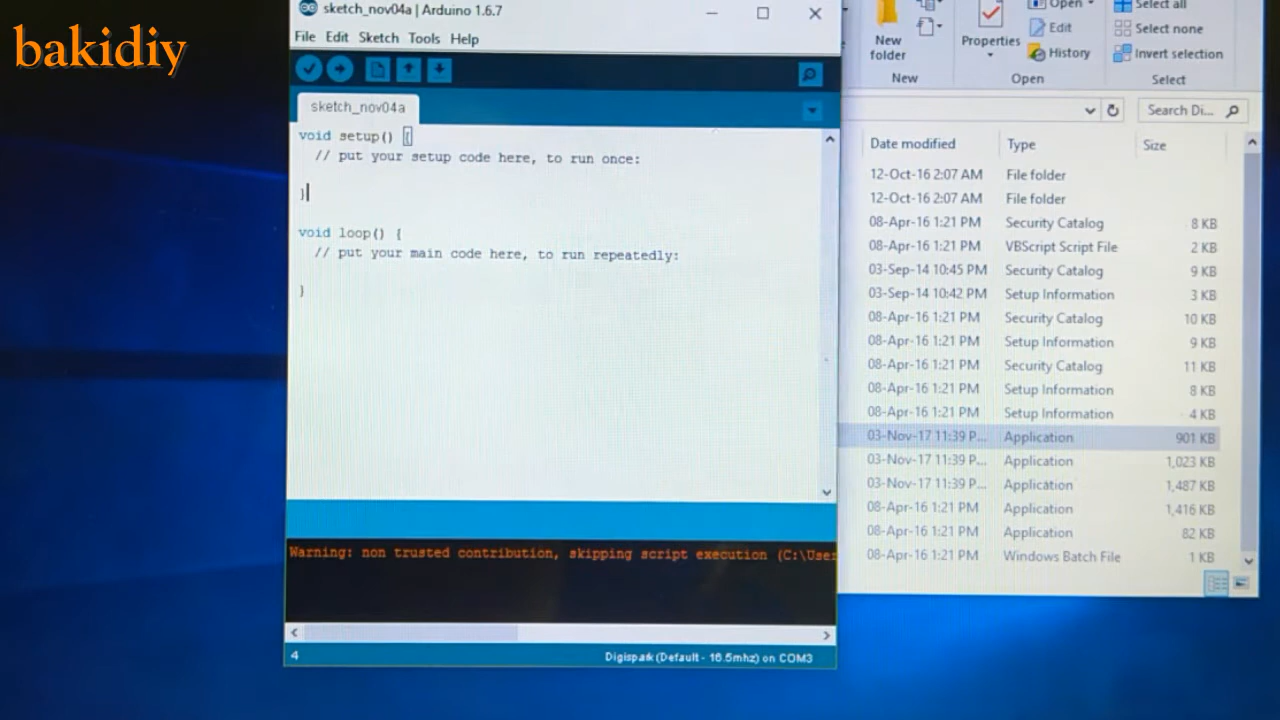 bakidiy
sketch_nov04a | Arduino 1.6.7
File Edit Sketch Tools Help
sketch_nov04a
void setup() {
// put your setup code here, to run once:
}
void loop() {
// put your main code here, to run repeatedly:
}
Warning: non trusted contribution, skipping script execution (C:\User
4
Digispark (Default - 16.5mhz) on COM3
New folder
Properties
Open
Edit
History
Select all
Select none
Invert selection
New
Open
Select
Search Di...
Date modified Type Size
12-Oct-16 2:07 AM File folder
12-Oct-16 2:07 AM File folder
08-Apr-16 1:21 PM Security Catalog 8 KB
08-Apr-16 1:21 PM VBScript Script File 2 KB
03-Sep-14 10:45 PM Security Catalog 9 KB
03-Sep-14 10:42 PM Setup Information 3 KB
08-Apr-16 1:21 PM Security Catalog 10 KB
08-Apr-16 1:21 PM Setup Information 9 KB
08-Apr-16 1:21 PM Security Catalog 11 KB
08-Apr-16 1:21 PM Setup Information 8 KB
08-Apr-16 1:21 PM Setup Information 4 KB
03-Nov-17 11:39 P... Application 901 KB
03-Nov-17 11:39 P... Application 1,023 KB
03-Nov-17 11:39 P... Application 1,487 KB
08-Apr-16 1:21 PM Application 1,416 KB
08-Apr-16 1:21 PM Application 82 KB
08-Apr-16 1:21 PM Windows Batch File 1 KB